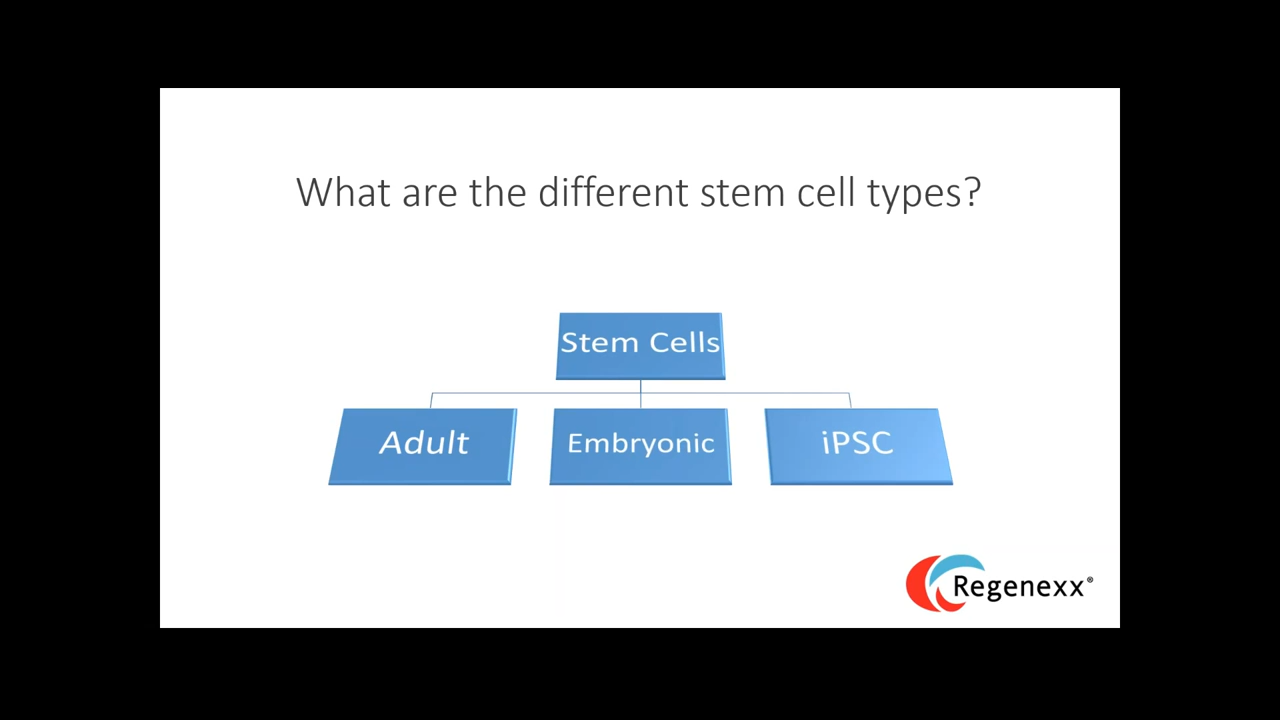 What are the different stem cell types?
Stem Cells
Adult
Embryonic
iPSC
Regenexx®